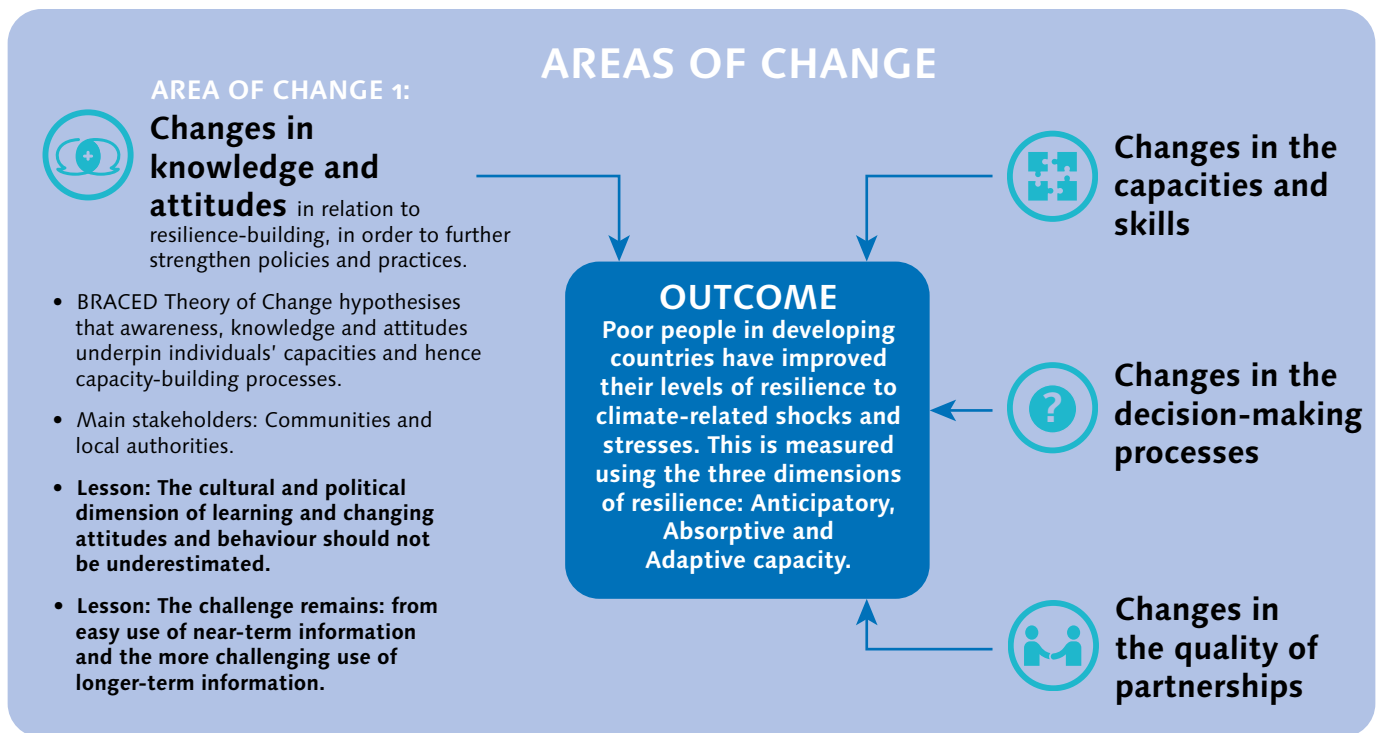 AREAS OF CHANGE
AREA OF CHANGE 1:
Changes in
knowledge and
attitudes in relation to
resilience-building, in order to further
strengthen policies and practices.
• BRACED Theory of Change hypothesises
that awareness, knowledge and attitudes
underpin individuals’ capacities and hence
capacity-building processes.
• Main stakeholders: Communities and
local authorities.
• Lesson: The cultural and political
dimension of learning and changing
attitudes and behaviour should not
be underestimated.
• Lesson: The challenge remains: from
easy use of near-term information
and the more challenging use of
longer-term information.
OUTCOME
Poor people in developing
countries have improved
their levels of resilience to
climate-related shocks and
stresses. This is measured
using the three dimensions
of resilience: Anticipatory,
Absorptive and
Adaptive capacity.
Changes in the
capacities and
skills
?
Changes in the
decision-making
processes
Changes in
the quality of
partnerships